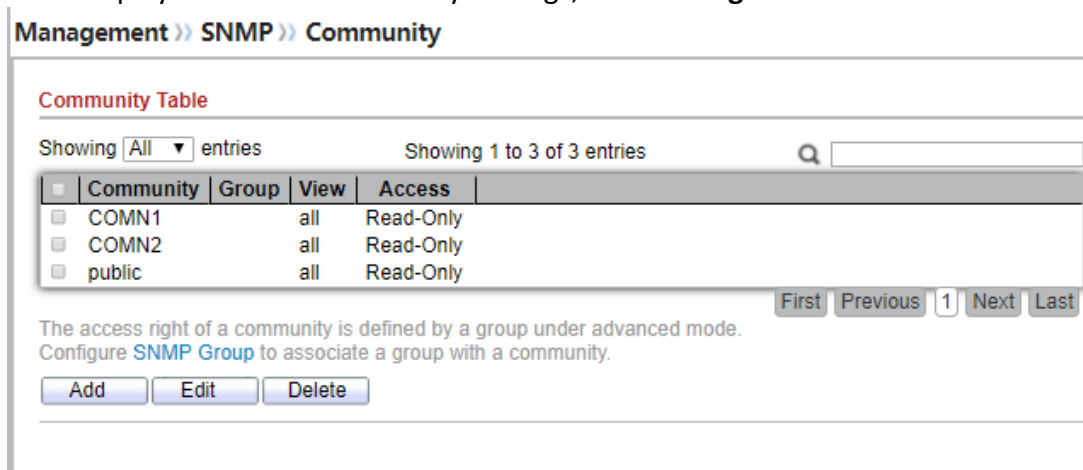 Management » SNMP » Community
Community Table
Showing All ▼ entries Showing 1 to 3 of 3 entries
Community Group View Access
COMN1 all Read-Only
COMN2 all Read-Only
public all Read-Only
First Previous 1 Next Last
The access right of a community is defined by a group under advanced mode.
Configure SNMP Group to associate a group with a community.
Add Edit Delete